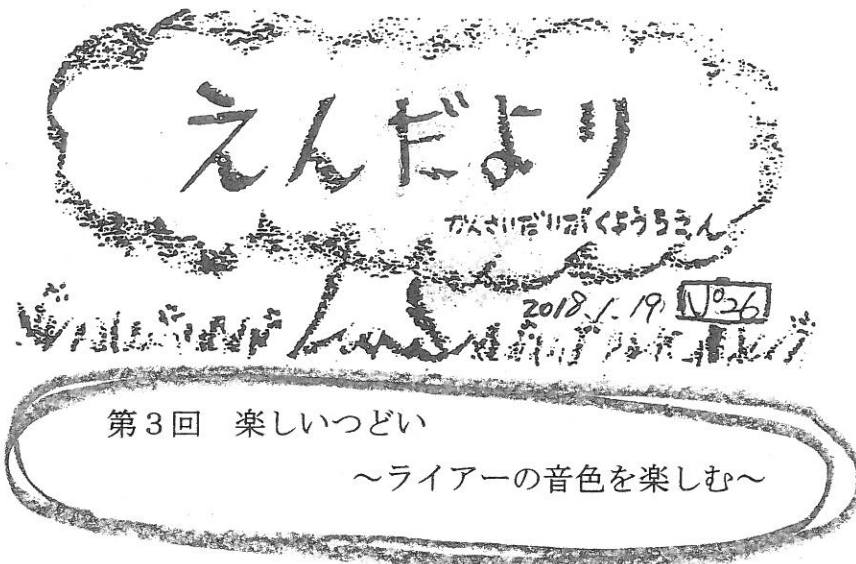 えんだより
かんさいだいがくようちえん
2018.1.19 No26
第3回 楽しいつどい
~ライアーの音色を楽しむ~